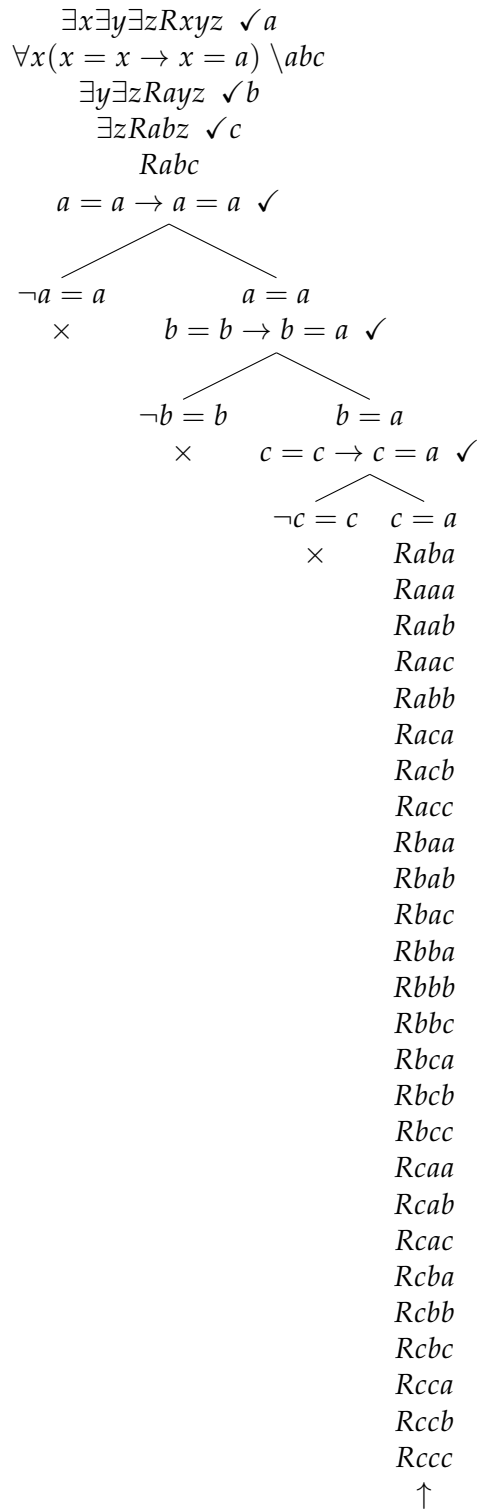 ∃x∃y∃zRxyz ✓a
∀x(x = x → x = a) \abc
∃y∃zRayz ✓b
∃zRabz ✓c
Rabc
a = a → a = a ✓
¬a = a a = a
× b = b → b = a ✓
¬b = b b = a
× c = c → c = a ✓
¬c = c c = a
× Raba
Raaa
Raab
Raac
Rabb
Raca
Racb
Racc
Rbaa
Rbab
Rbac
Rbba
Rbbb
Rbbc
Rbca
Rbcb
Rbcc
Rcaa
Rcab
Rcac
Rcba
Rcbb
Rcbc
Rcca
Rccb
Rccc
↑